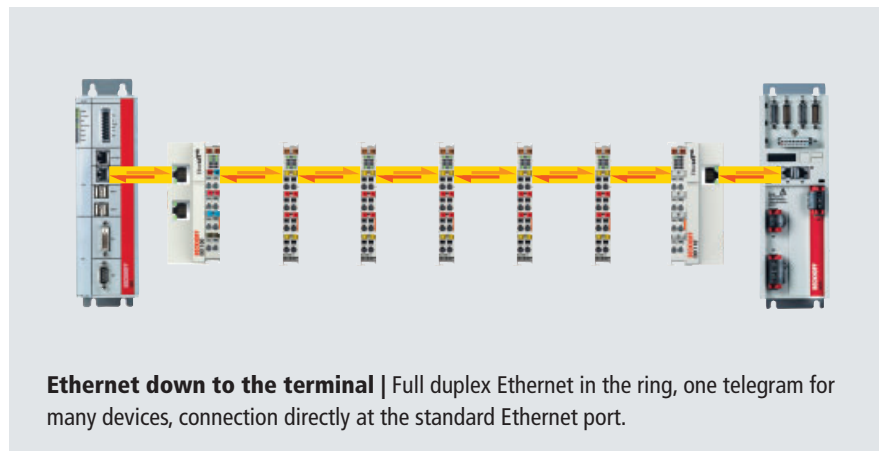 Ethernet down to the terminal | Full duplex Ethernet in the ring, one telegram for
many devices, connection directly at the standard Ethernet port.